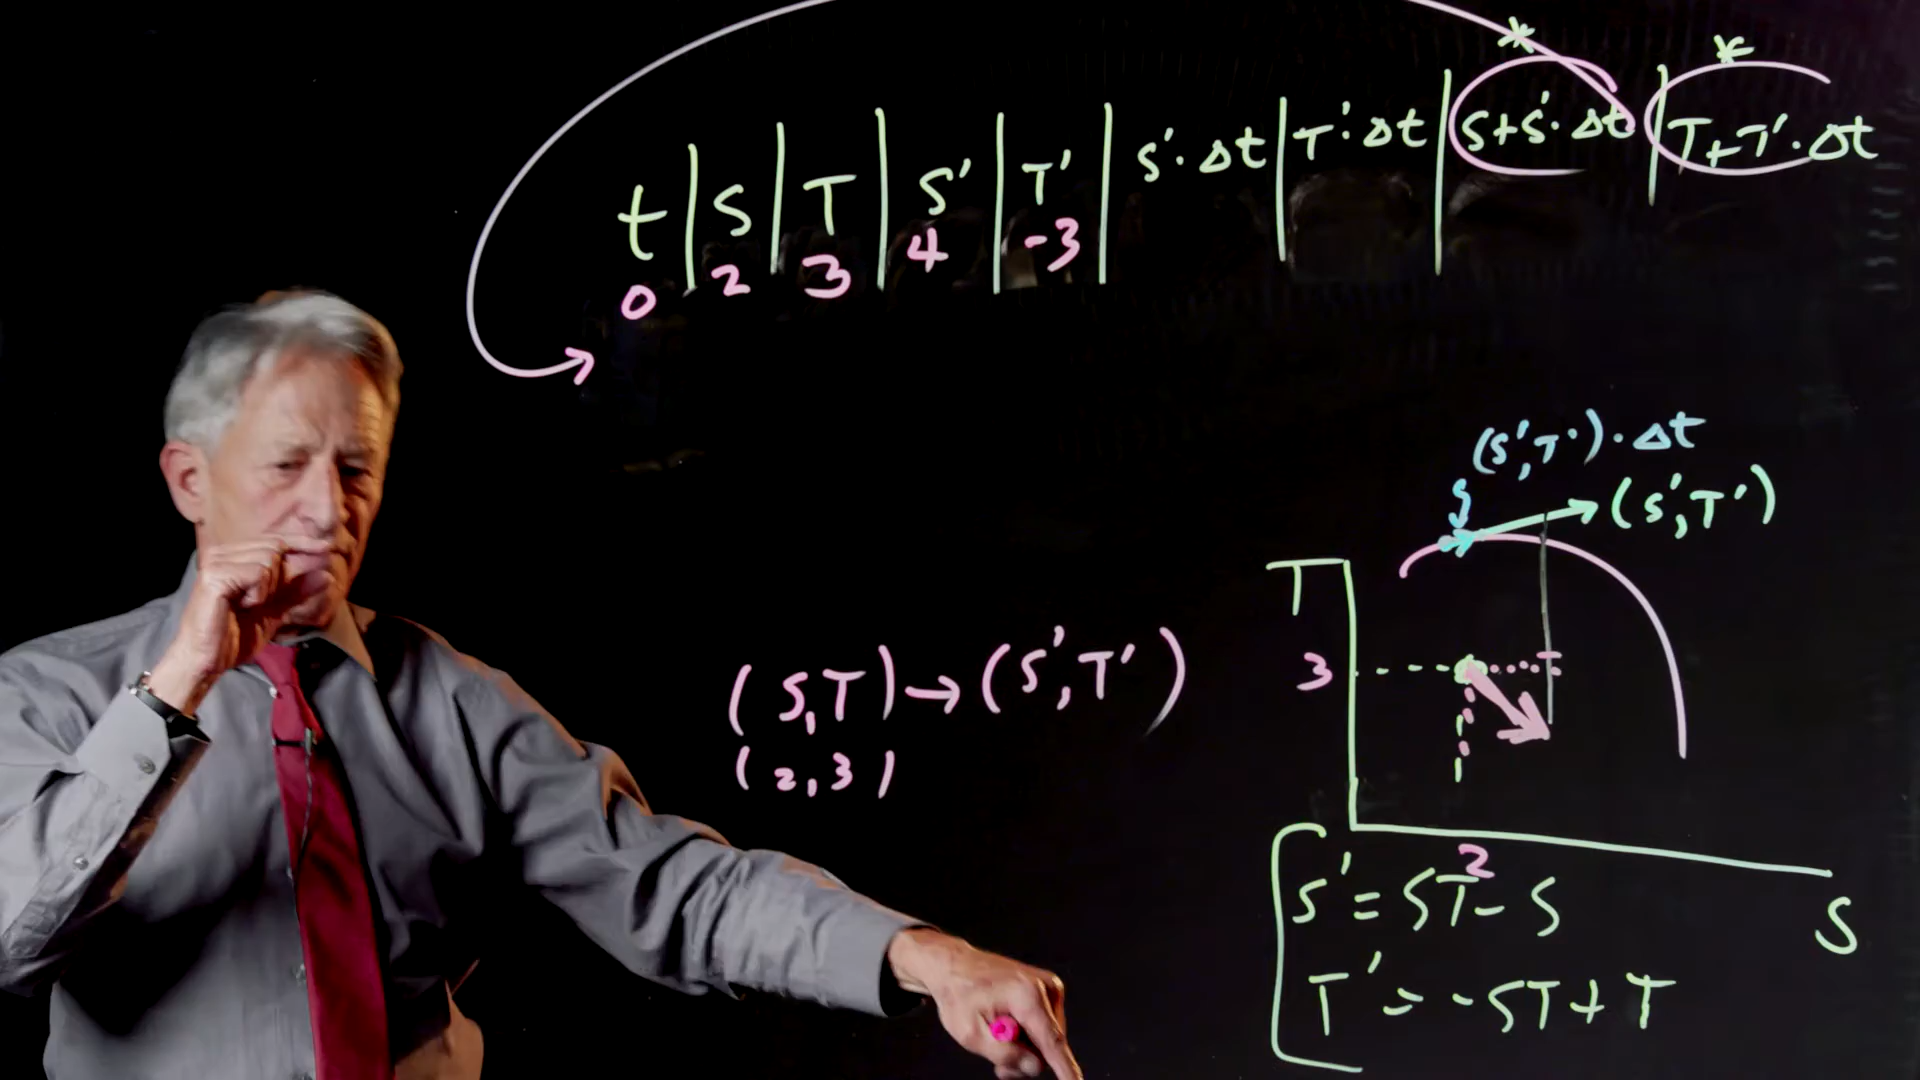 t | S | T | S' | T' | S'·Δt | T'·Δt | S+S'·Δt | T+T'·Δt
* *
0 2 3 4 -3
(S',T')·Δt
(S',T')
T
3
(S,T)→(S',T')
(2,3)
2
S
S' = ST - S
T' = -ST + T